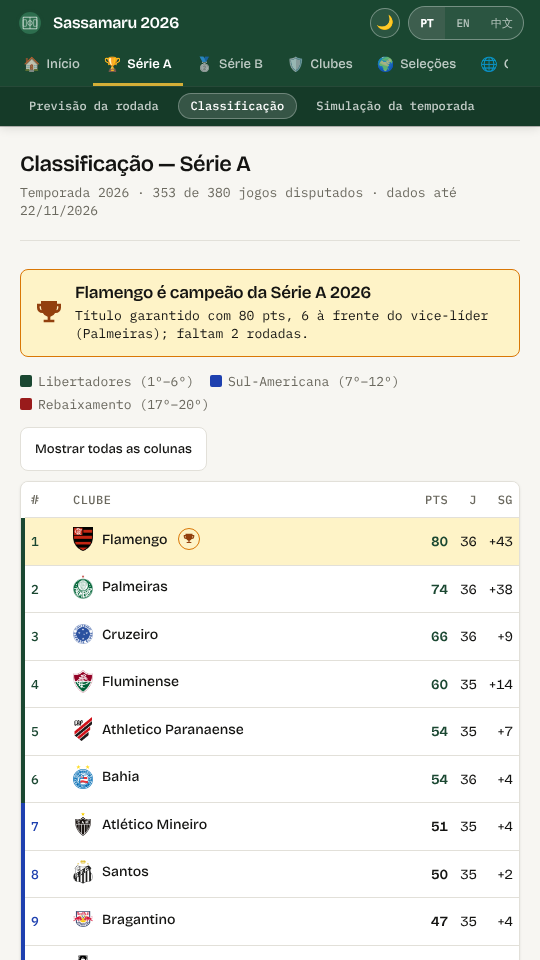 Sassamaru 2026
PT EN 中文
Início Série A Série B Clubes Seleções
Previsão da rodada Classificação Simulação da temporada
Classificação — Série A
Temporada 2026 · 353 de 380 jogos disputados · dados até
22/11/2026
Flamengo é campeão da Série A 2026
Título garantido com 80 pts, 6 à frente do vice-líder
(Palmeiras); faltam 2 rodadas.
Libertadores (1º–6º) Sul-Americana (7º–12º)
Rebaixamento (17º–20º)
Mostrar todas as colunas
# CLUBE PTS J SG
1 Flamengo 80 36 +43
2 Palmeiras 74 36 +38
3 Cruzeiro 66 36 +9
4 Fluminense 60 35 +14
5 Athletico Paranaense 54 35 +7
6 Bahia 54 36 +4
7 Atlético Mineiro 51 35 +4
8 Santos 50 35 +2
9 Bragantino 47 35 +4